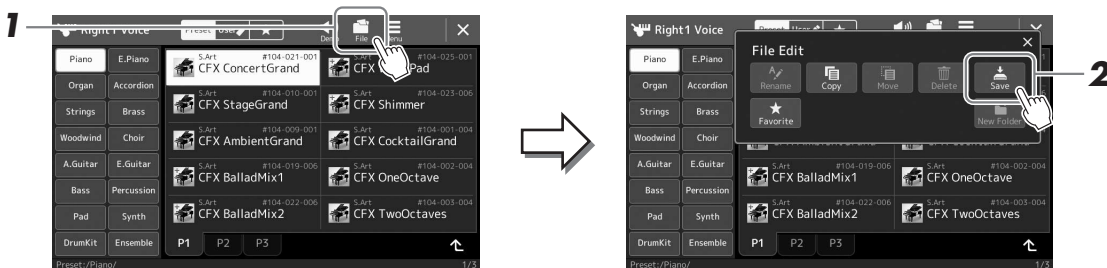 1
Right1 Voice
Preset User ★
Demo File Menu ×
Piano E.Piano
Organ Accordion
Strings Brass
Woodwind Choir
A.Guitar E.Guitar
Bass Percussion
Pad Synth
DrumKit Ensemble
S.Art #104-021-001
CFX ConcertGrand
S.Art #104-025-001
CFX Pad
S.Art #104-010-001
CFX StageGrand
S.Art #104-023-006
CFX Shimmer
S.Art #104-009-001
CFX AmbientGrand
S.Art #104-001-004
CFX CocktailGrand
S.Art #104-019-006
CFX BalladMix1
S.Art #104-002-004
CFX OneOctave
S.Art #104-022-006
CFX BalladMix2
S.Art #104-003-004
CFX TwoOctaves
P1 P2 P3
Preset:/Piano/ 1/3
Right1 Voice
Preset User ★
Piano E.Piano
Organ Accordion
Strings Brass
Woodwind Choir
A.Guitar E.Guitar
Bass Percussion
Pad Synth
DrumKit Ensemble
File Edit ×
Rename Copy Move Delete Save
Favorite New Folder
2
S.Art #104-019-006
CFX BalladMix1
S.Art #104-002-004
CFX OneOctave
S.Art #104-022-006
CFX BalladMix2
S.Art #104-003-004
CFX TwoOctaves
P1 P2 P3
Preset:/Piano/ 1/3